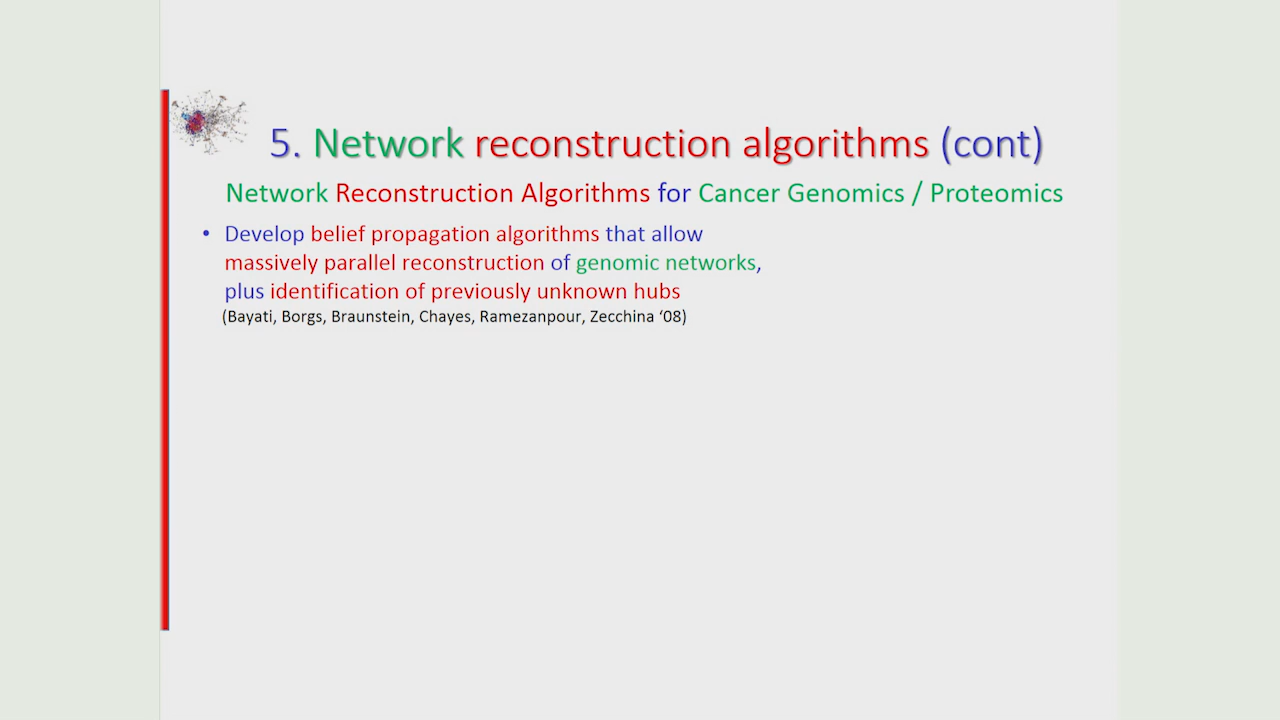 5. Network reconstruction algorithms (cont)
Network Reconstruction Algorithms for Cancer Genomics / Proteomics
• Develop belief propagation algorithms that allow
massively parallel reconstruction of genomic networks,
plus identification of previously unknown hubs
(Bayati, Borgs, Braunstein, Chayes, Ramezanpour, Zecchina ‘08)